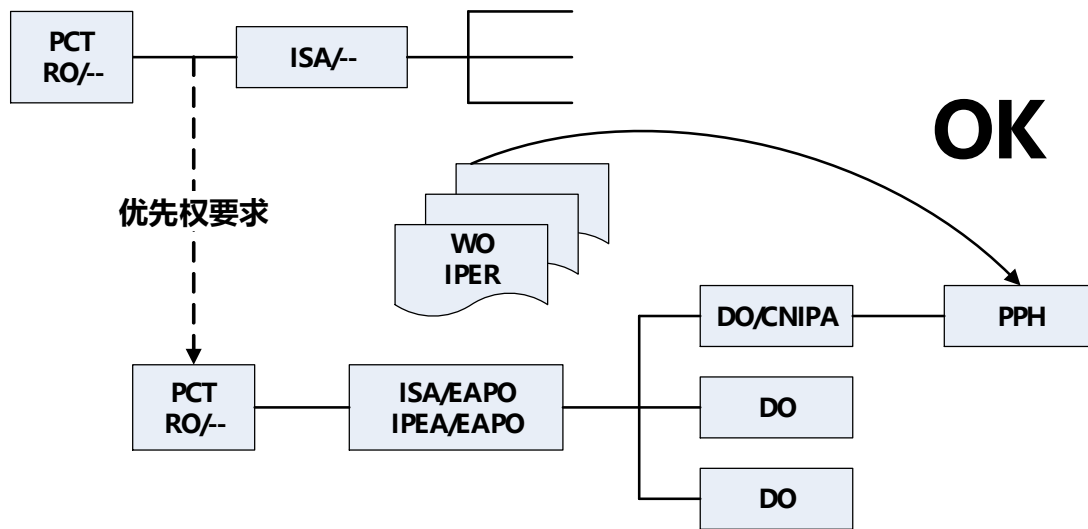 PCT
RO/--
ISA/--
OK
优先权要求
WO
IPER
DO/CNIPA
PPH
PCT
RO/--
ISA/EAPO
IPEA/EAPO
DO
DO